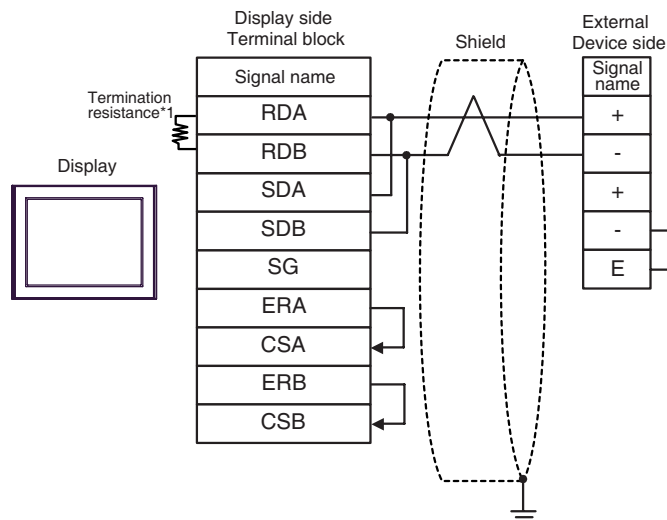 Display side
Terminal block
Shield
External
Device side
Signal name
Signal
name
Termination
resistance*1
RDA
+
RDB
-
Display
SDA
+
SDB
-
SG
E
ERA
CSA
ERB
CSB